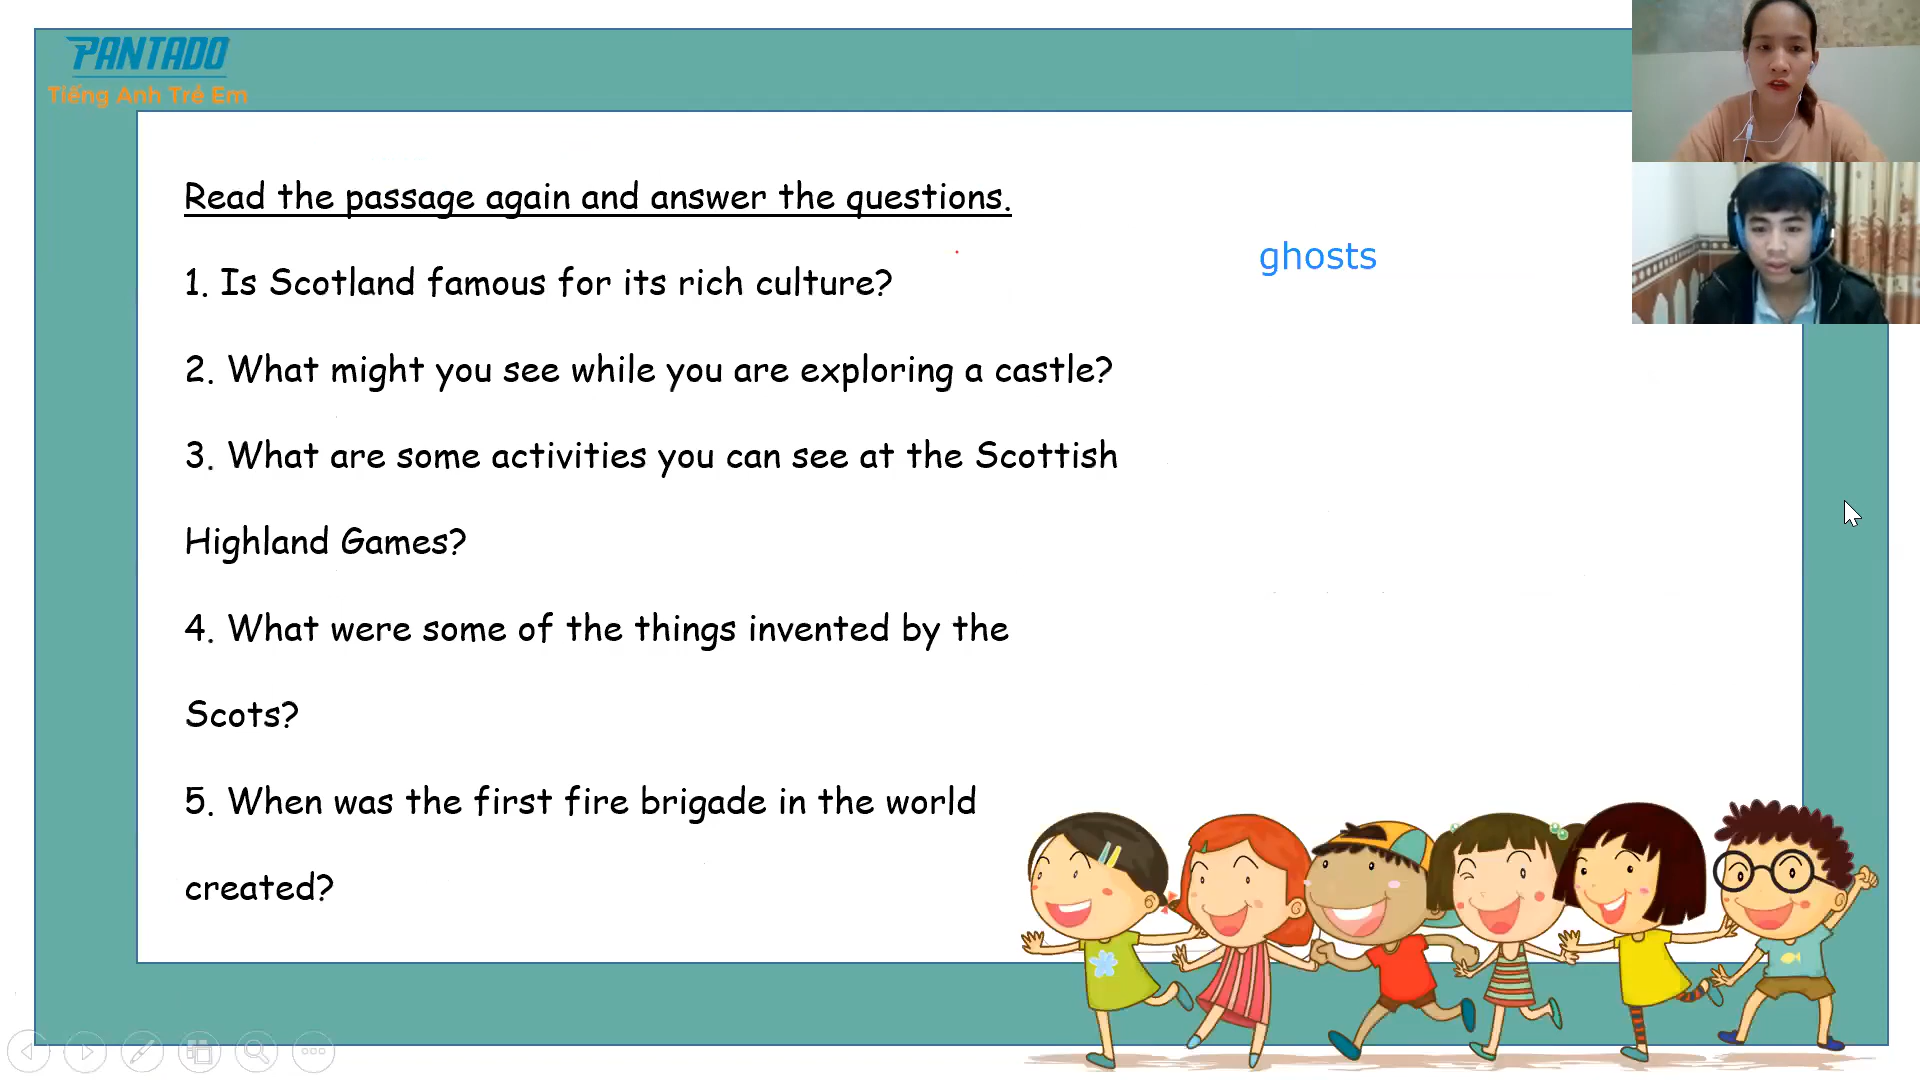 PANTADO
Tiếng Anh Trẻ Em
Read the passage again and answer the questions.
1. Is Scotland famous for its rich culture?
ghosts
2. What might you see while you are exploring a castle?
3. What are some activities you can see at the Scottish
Highland Games?
4. What were some of the things invented by the
Scots?
5. When was the first fire brigade in the world
created?